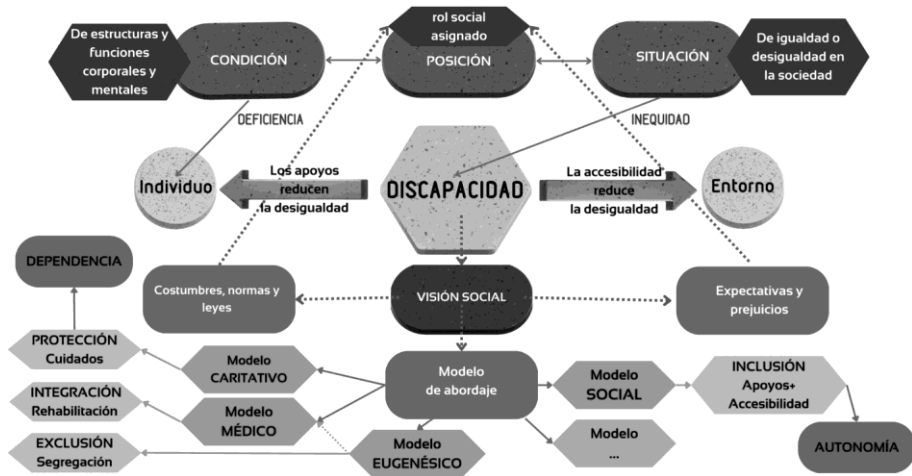 De estructuras y
funciones
corporales y
mentales
CONDICIÓN
rol social
asignado
POSICIÓN
SITUACIÓN
De igualdad o
desigualdad en
la sociedad
DEFICIENCIA
INEQUIDAD
Individuo
Los apoyos
reducen
la desigualdad
DISCAPACIDAD
La accesibilidad
reduce
la desigualdad
Entorno
DEPENDENCIA
Costumbres, normas y
leyes
VISIÓN SOCIAL
Expectativas y
prejuicios
PROTECCIÓN
Cuidados
Modelo
CARITATIVO
Modelo
de abordaje
Modelo
SOCIAL
INCLUSIÓN
Apoyos+
Accesibilidad
INTEGRACIÓN
Rehabilitación
Modelo
MÉDICO
EXCLUSIÓN
Segregación
Modelo
EUGENÉSICO
Modelo
...
AUTONOMÍA